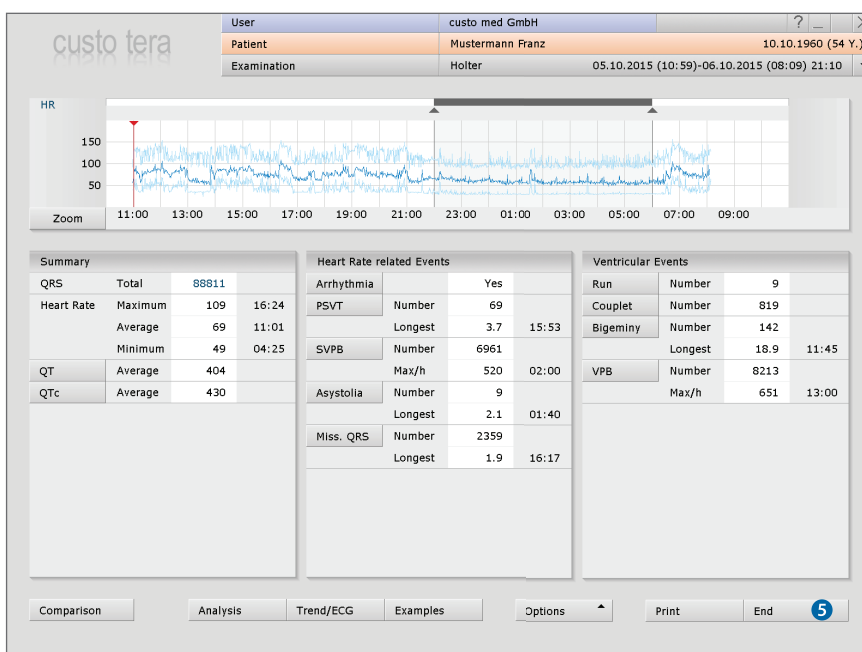 custo tera
User custo med GmbH ? _
Patient Mustermann Franz 10.10.1960 (54 Y.)
Examination Holter 05.10.2015 (10:59)-06.10.2015 (08:09) 21:10
HR
150
100
50
Zoom 11:00 13:00 15:00 17:00 19:00 21:00 23:00 01:00 03:00 05:00 07:00 09:00
Summary Heart Rate related Events Ventricular Events
QRS Total 88811 Arrhythmia Yes Run Number 9
Heart Rate Maximum 109 16:24 PSVT Number 69 Couplet Number 819
Average 69 11:01 Longest 3.7 15:53 Bigeminy Number 142
Minimum 49 04:25 SVPB Number 6961 Longest 18.9 11:45
QT Average 404 Max/h 520 02:00 VPB Number 8213
QTc Average 430 Asystolia Number 9 Max/h 651 13:00
Longest 2.1 01:40
Miss. QRS Number 2359
Longest 1.9 16:17
Comparison Analysis Trend/ECG Examples Options Print End 5